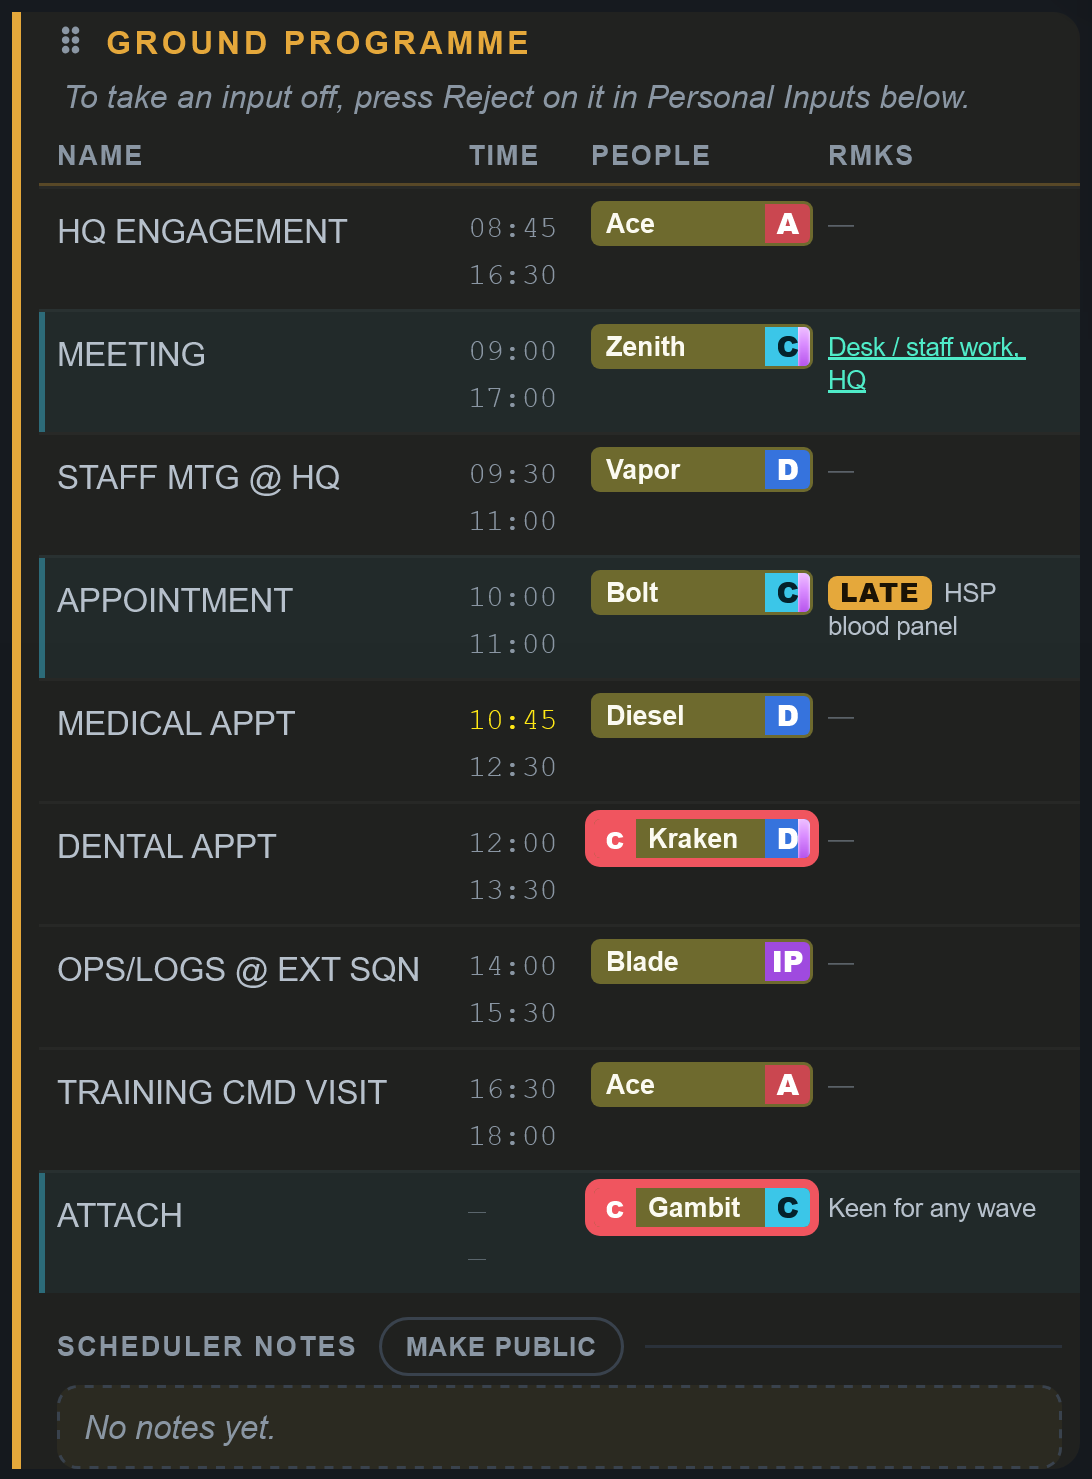 GROUND PROGRAMME
To take an input off, press Reject on it in Personal Inputs below.
NAME TIME PEOPLE RMKS
HQ ENGAGEMENT 08:45 Ace A —
16:30
MEETING 09:00 Zenith C Desk / staff work,
17:00 HQ
STAFF MTG @ HQ 09:30 Vapor D —
11:00
APPOINTMENT 10:00 Bolt C LATE HSP
11:00 blood panel
MEDICAL APPT 10:45 Diesel D —
12:30
DENTAL APPT 12:00 c Kraken D —
13:30
OPS/LOGS @ EXT SQN 14:00 Blade IP —
15:30
TRAINING CMD VISIT 16:30 Ace A —
18:00
ATTACH — c Gambit C Keen for any wave
—
SCHEDULER NOTES MAKE PUBLIC
No notes yet.